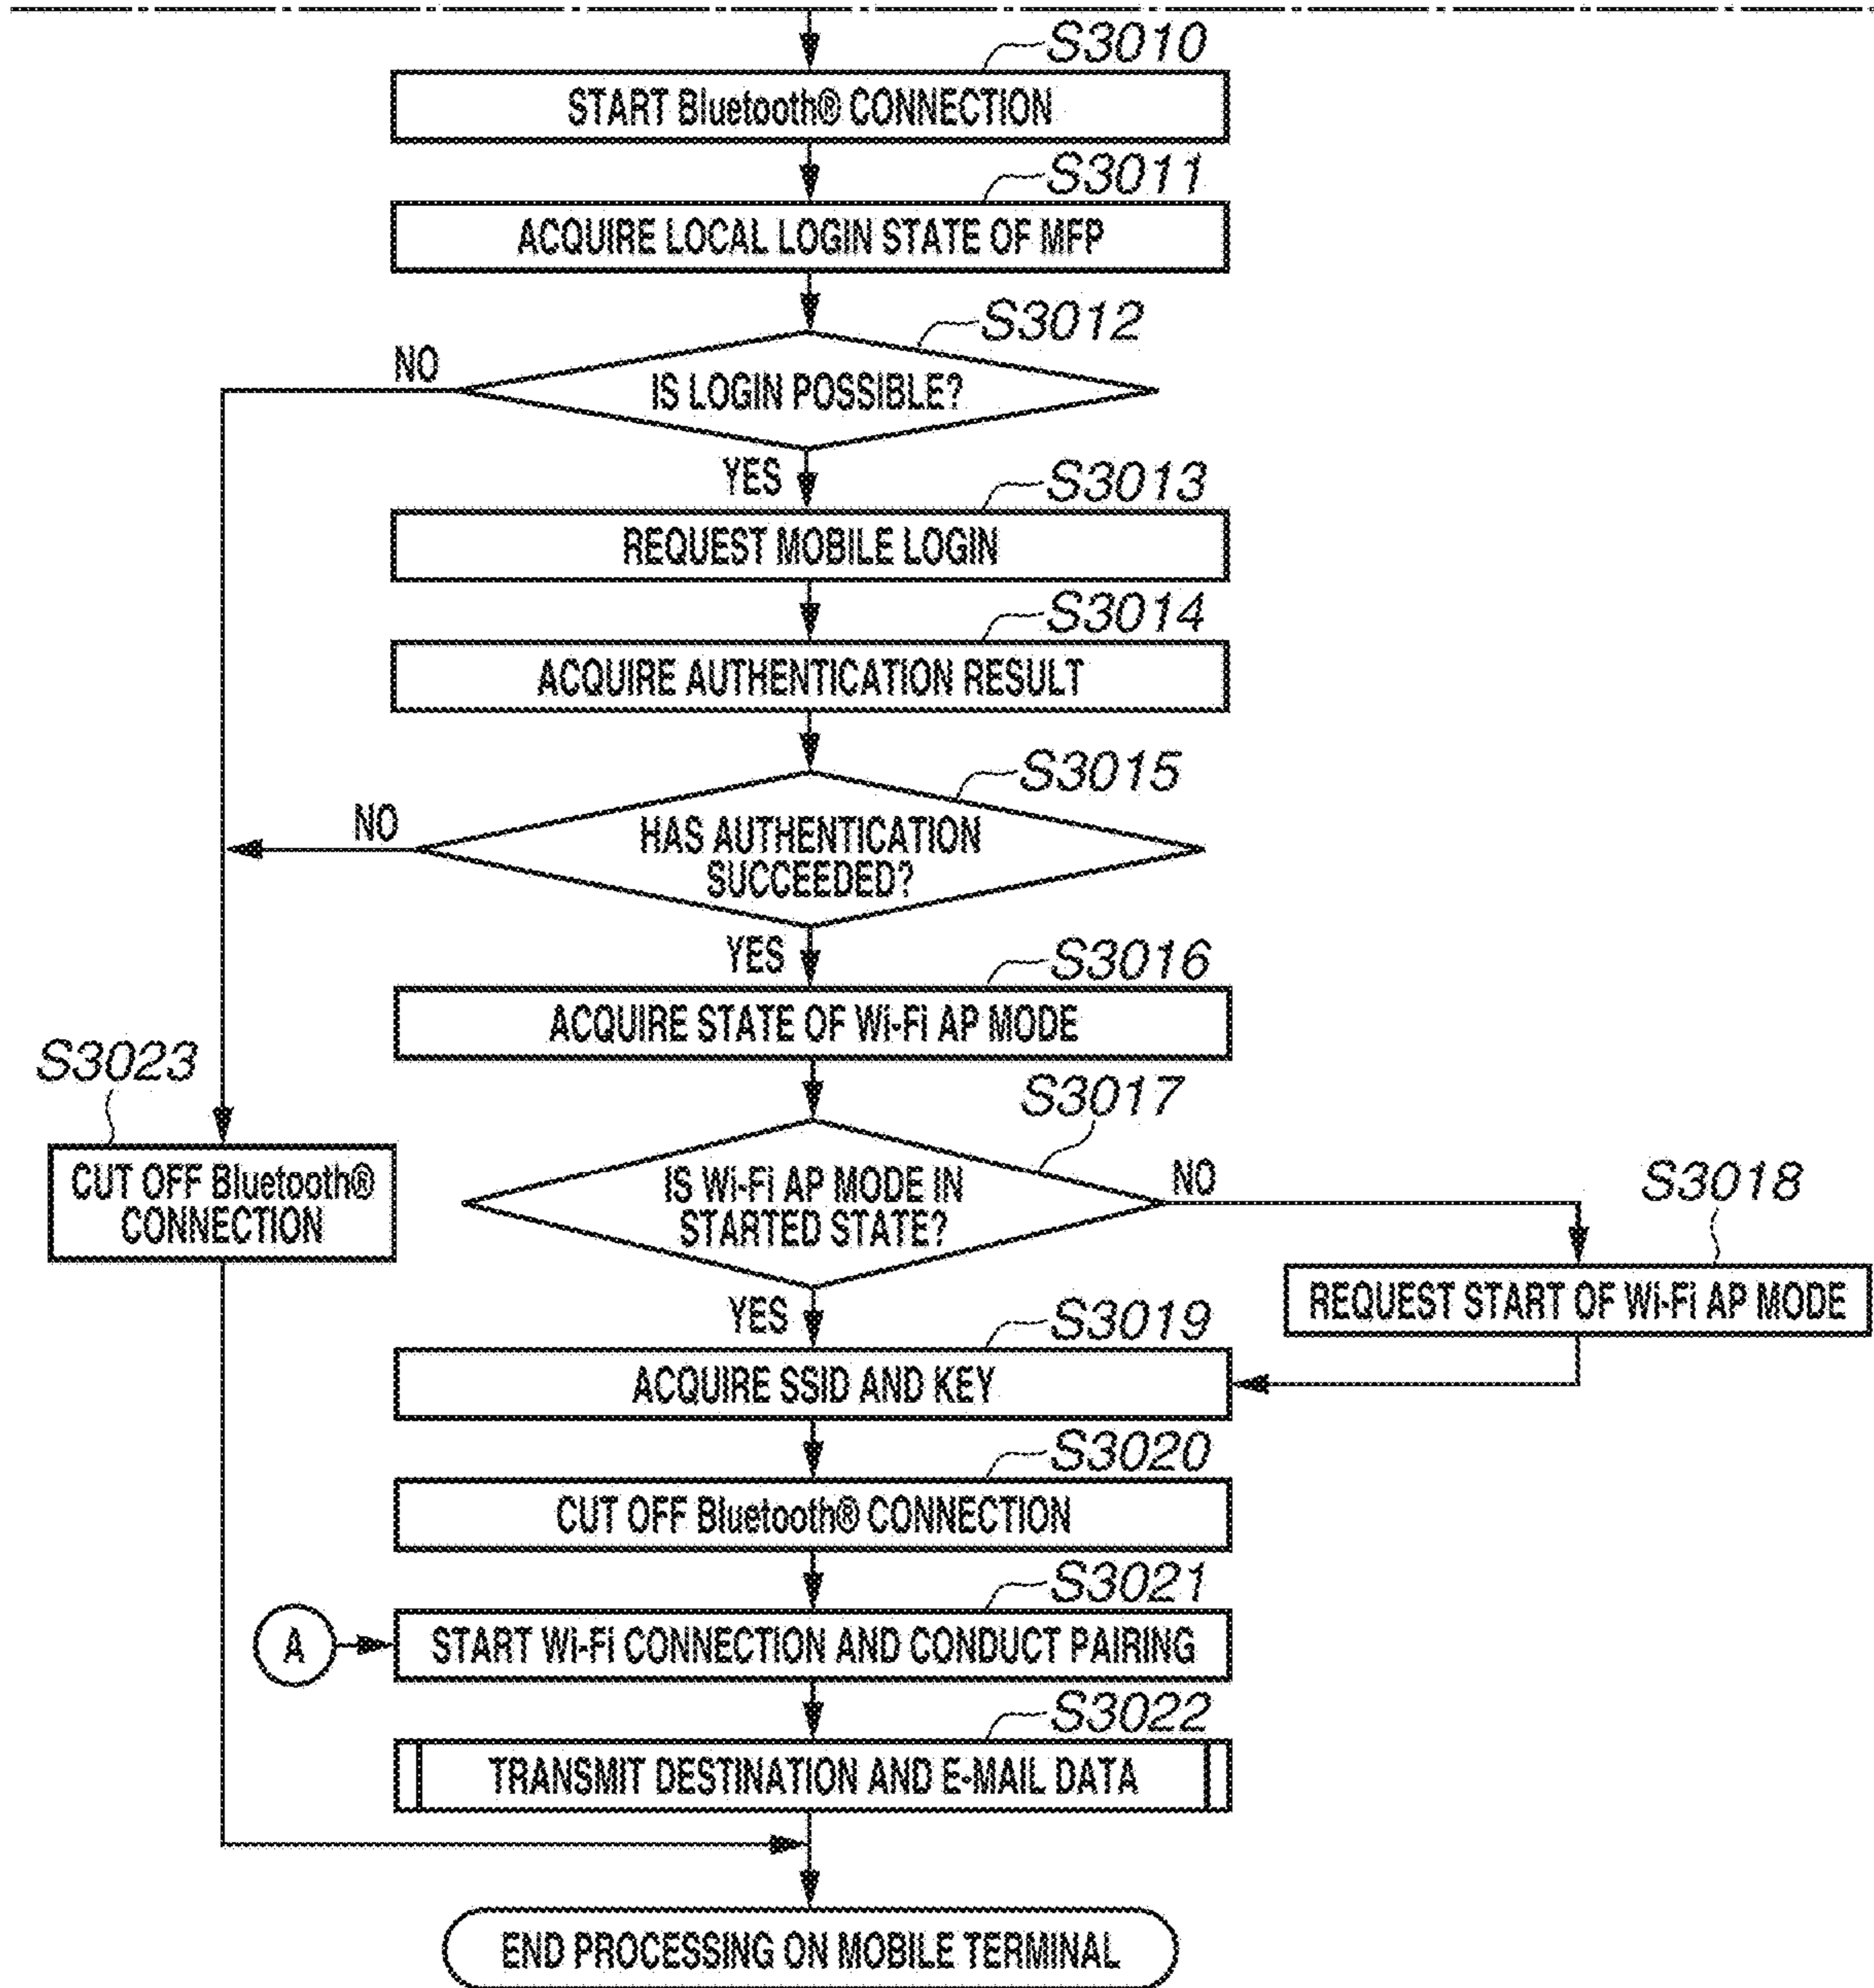 S3010
START Bluetooth® CONNECTION
S3011
ACQUIRE LOCAL LOGIN STATE OF MFP
S3012
NO
IS LOGIN POSSIBLE?
YES
S3013
REQUEST MOBILE LOGIN
S3014
ACQUIRE AUTHENTICATION RESULT
S3015
NO
HAS AUTHENTICATION
SUCCEEDED?
YES
S3016
ACQUIRE STATE OF Wi-Fi AP MODE
S3023
CUT OFF Bluetooth®
CONNECTION
S3017
IS Wi-Fi AP MODE IN
STARTED STATE?
NO
S3018
REQUEST START OF Wi-Fi AP MODE
YES
S3019
ACQUIRE SSID AND KEY
S3020
CUT OFF Bluetooth® CONNECTION
S3021
A
START Wi-Fi CONNECTION AND CONDUCT PAIRING
S3022
TRANSMIT DESTINATION AND E-MAIL DATA
END PROCESSING ON MOBILE TERMINAL